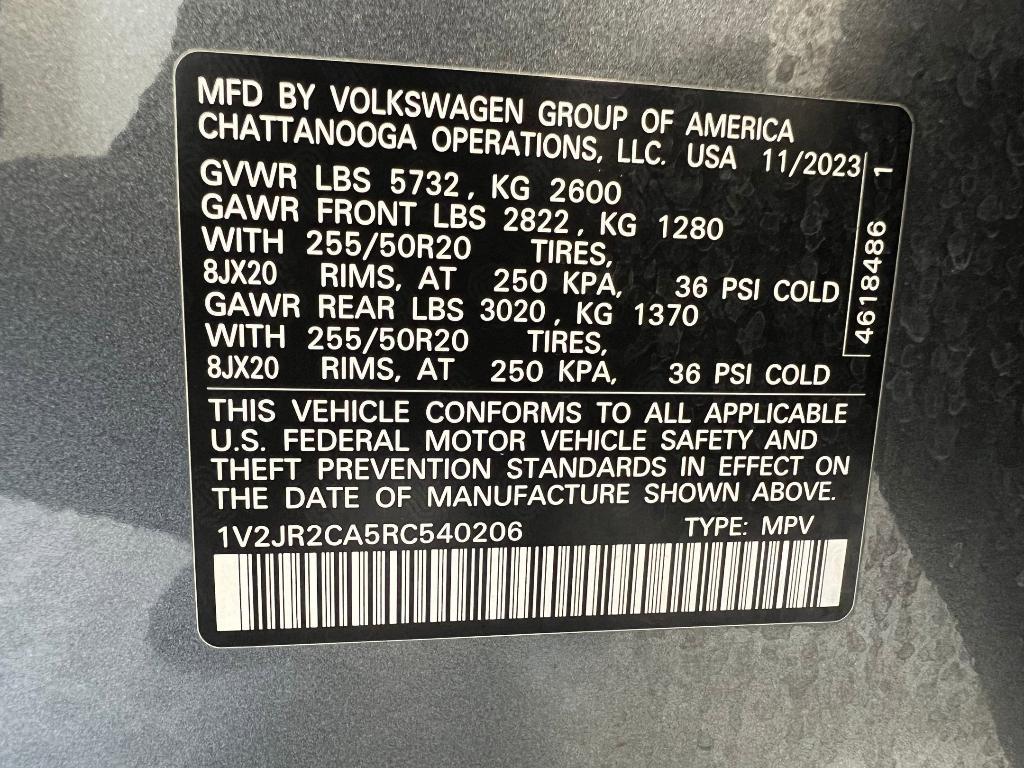 MFD BY VOLKSWAGEN GROUP OF AMERICA
CHATTANOOGA OPERATIONS, LLC. USA 11/2023
GVWR LBS 5732, KG 2600
GAWR FRONT LBS 2822, KG 1280
WITH 255/50R20 TIRES,
8JX20 RIMS, AT 250 KPA, 36 PSI COLD
GAWR REAR LBS 3020, KG 1370
WITH 255/50R20 TIRES,
8JX20 RIMS, AT 250 KPA, 36 PSI COLD
4618486 1
THIS VEHICLE CONFORMS TO ALL APPLICABLE
U.S. FEDERAL MOTOR VEHICLE SAFETY AND
THEFT PREVENTION STANDARDS IN EFFECT ON
THE DATE OF MANUFACTURE SHOWN ABOVE.
1V2JR2CA5RC540206 TYPE: MPV